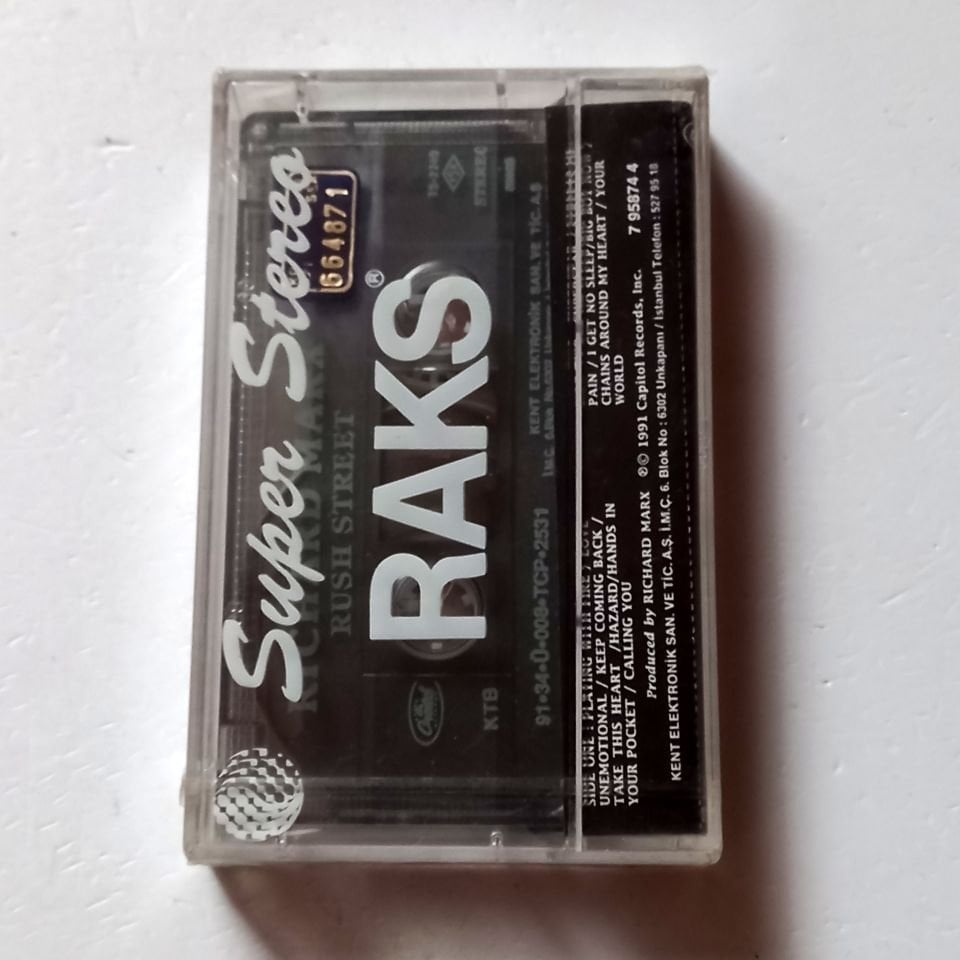 Super Stereo
664871
RICHARD MARX
RUSH STREET
RAKS®
Capitol
KTB
STEREO
91•34•Ü•008•TCP•2531
KENT ELEKTRONİK SAN. VE TİC. A.Ş
SIDE ONE : PLAYING WITH FIRE / LOVE
UNEMOTIONAL / KEEP COMING BACK /
TAKE THIS HEART /HAZARD/HANDS IN
YOUR POCKET / CALLING YOU
PAIN / I GET NO SLEEP/BIG BOY NOW /
CHAINS AROUND MY HEART / YOUR
WORLD
Produced by RICHARD MARX ℗© 1991 Capitol Records, Inc. 7 95874 4
KENT ELEKTRONİK SAN. VE TİC. A.Ş. İ.M.Ç. 6. Blok No : 6302 Unkapanı / İstanbul Telefon : 527 95 18